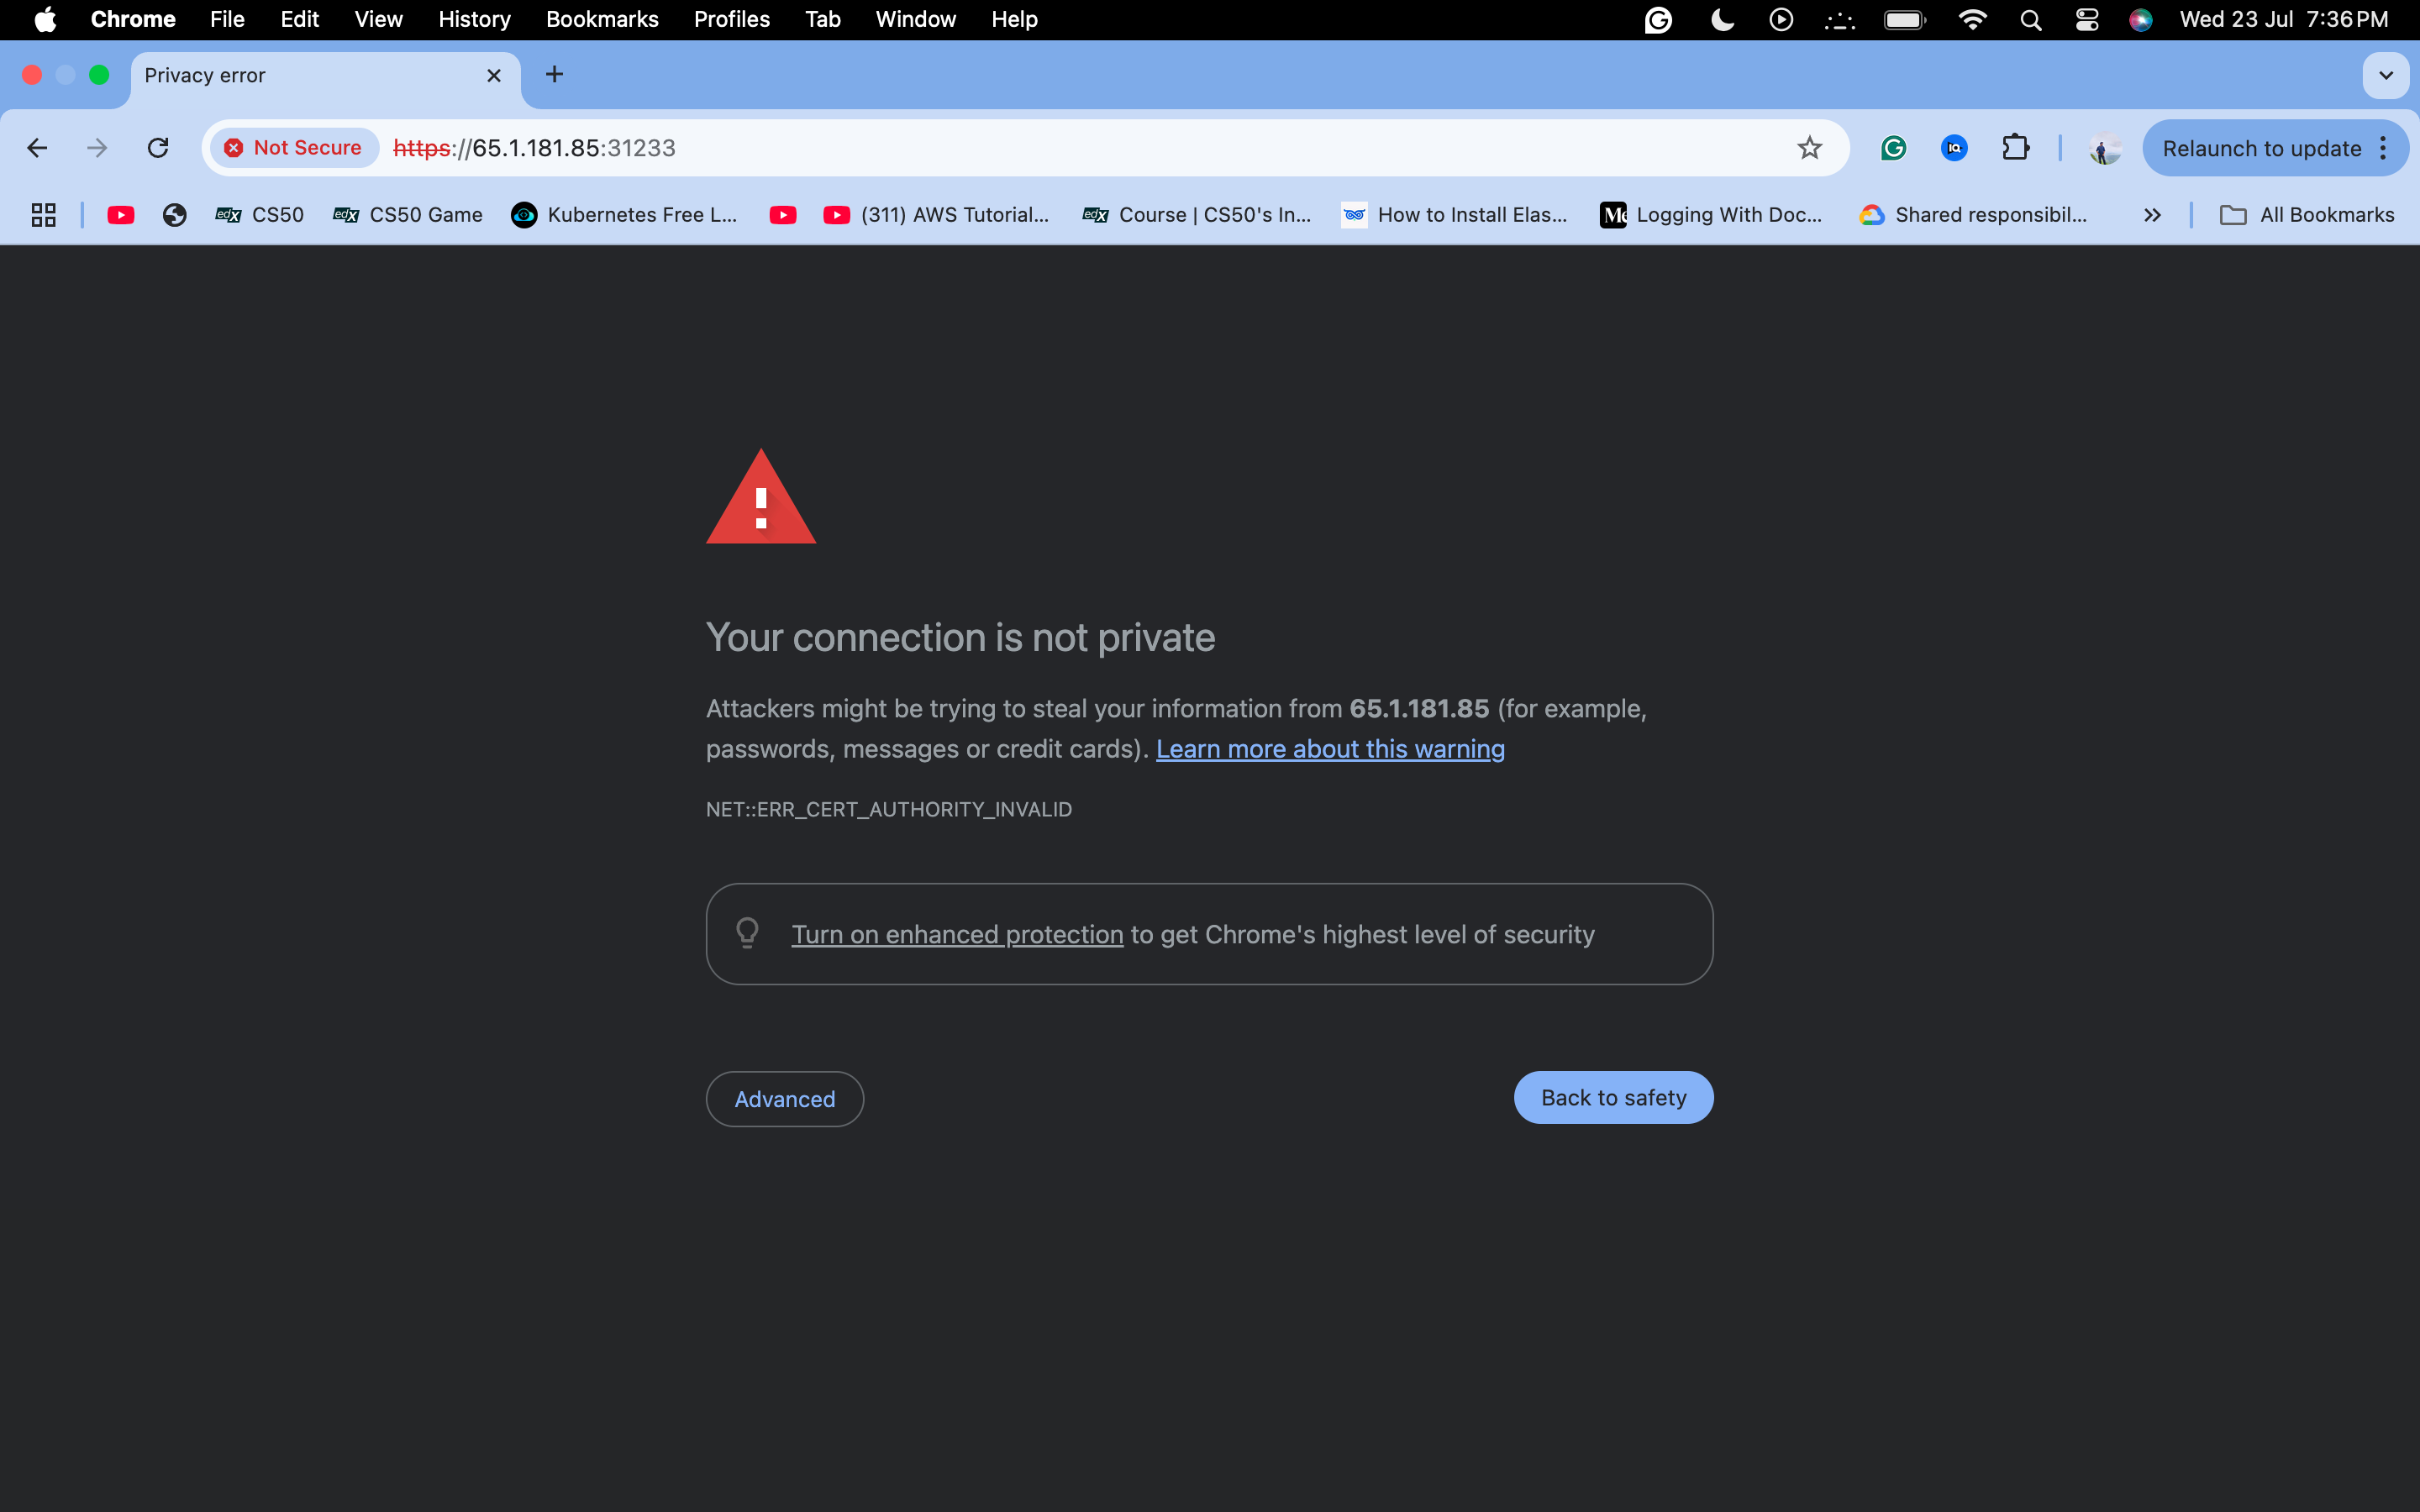 Chrome File Edit View History Bookmarks Profiles Tab Window Help Wed 23 Jul 7:36 PM
Privacy error
Not Secure https://65.1.181.85:31233 Relaunch to update
edX CS50 edX CS50 Game Kubernetes Free L... (311) AWS Tutorial... edX Course | CS50's In... How to Install Elas... Logging With Doc... Shared responsibil... All Bookmarks
Your connection is not private
Attackers might be trying to steal your information from 65.1.181.85 (for example,
passwords, messages or credit cards). Learn more about this warning
NET::ERR_CERT_AUTHORITY_INVALID
Turn on enhanced protection to get Chrome's highest level of security
Advanced Back to safety